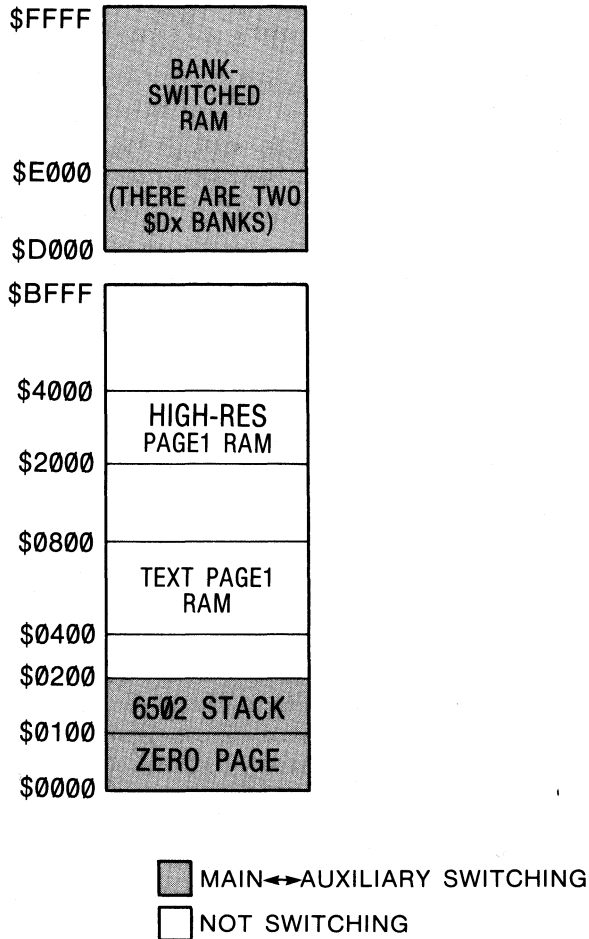 $FFFF
BANK-
SWITCHED
RAM
$E000
(THERE ARE TWO
$Dx BANKS)
$D000
$BFFF
$4000
HIGH-RES
PAGE1 RAM
$2000
$0800
TEXT PAGE1
RAM
$0400
$0200
6502 STACK
$0100
ZERO PAGE
$0000
MAIN↔AUXILIARY SWITCHING
NOT SWITCHING